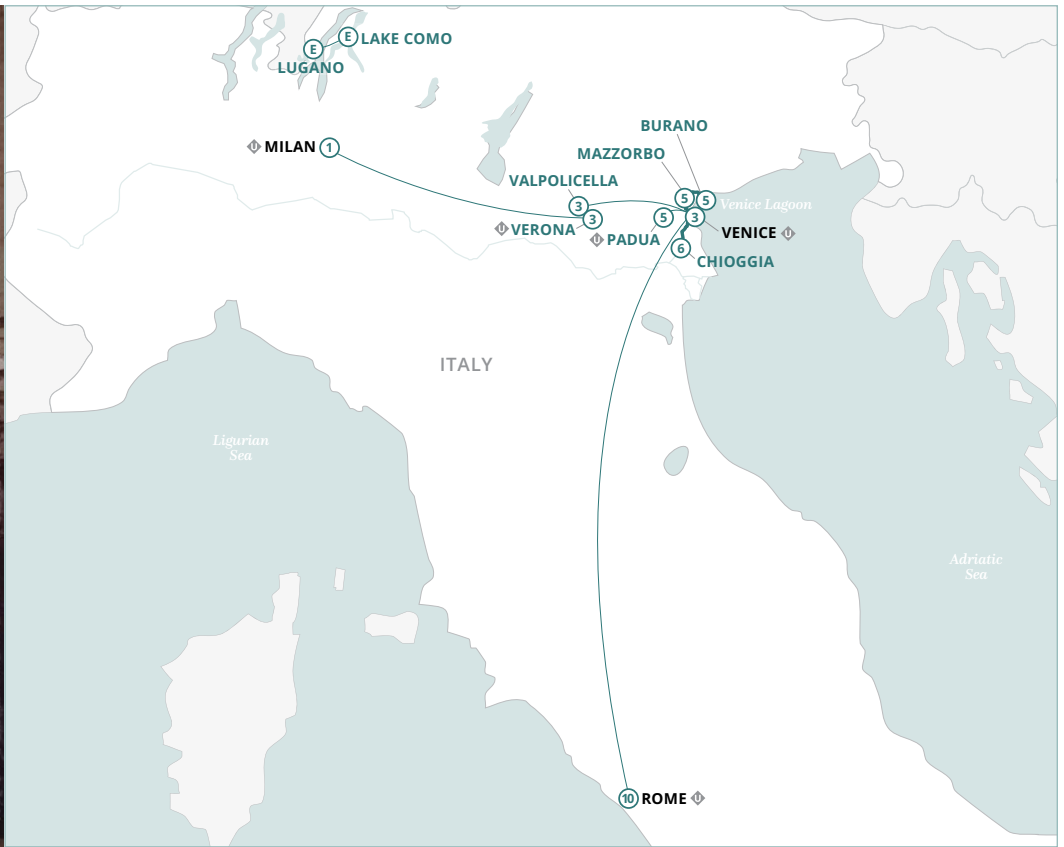 E LAKE COMO
E
LUGANO
BURANO
U MILAN 1
MAZZORBO
VALPOLICELLA
5 5
3
Venice Lagoon
3 5 3
U VERONA
U PADUA
VENICE U
6
CHIOGGIA
ITALY
Ligurian
Sea
Adriatic
Sea
10 ROME U